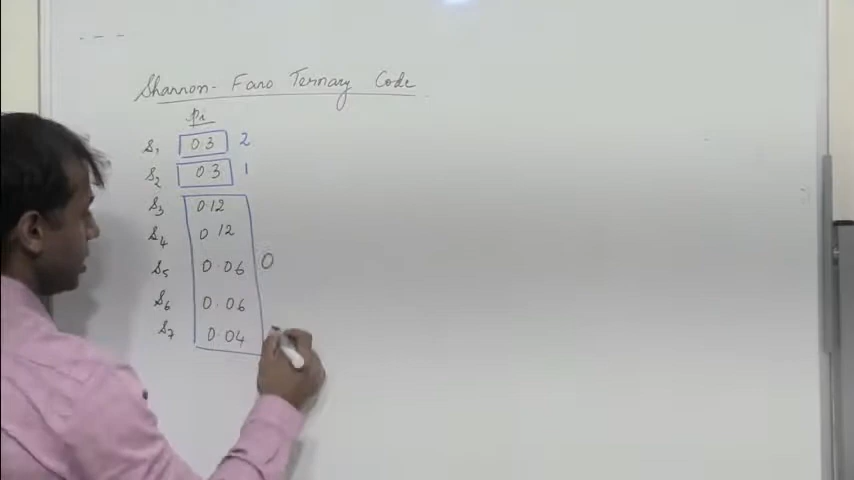 Shannon-Fano Ternary Code
pi
S1 0.3 2
S2 0.3 1
S3 0.12
S4 0.12
S5 0.06 0
S6 0.06
S7 0.04